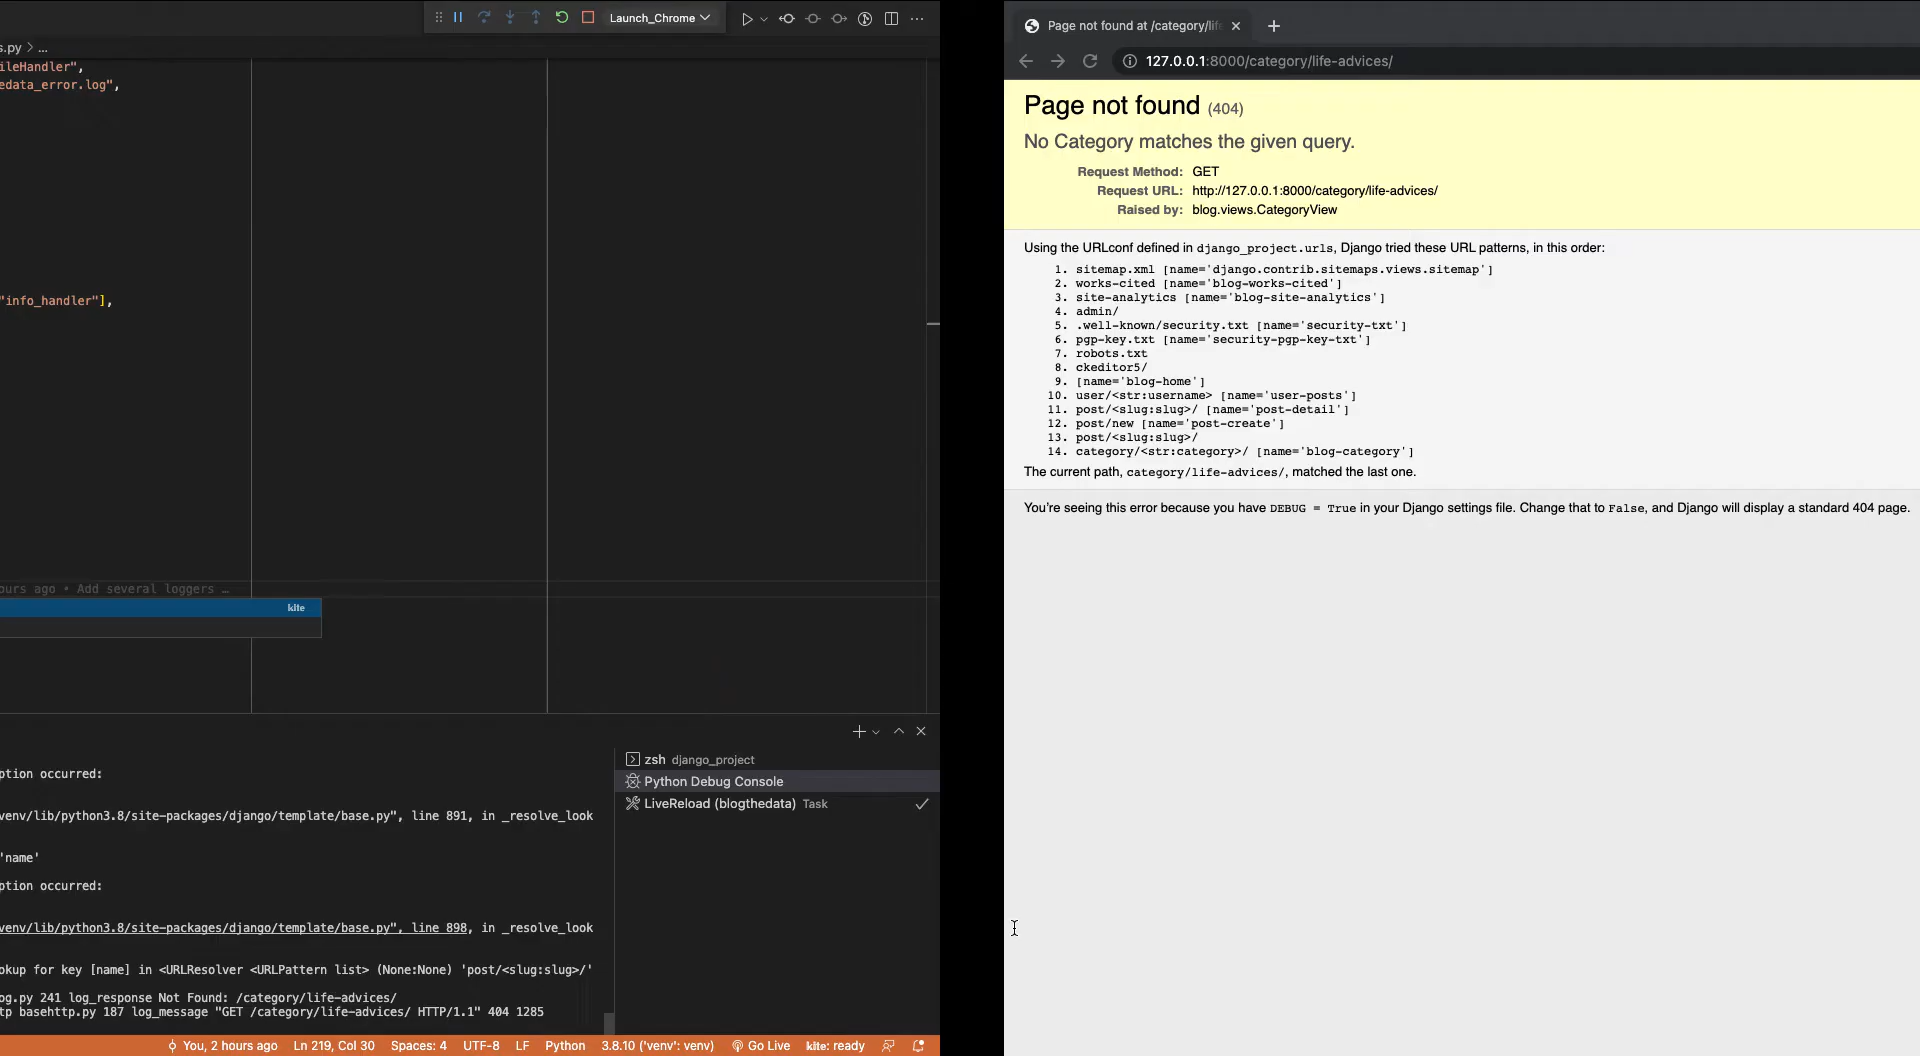 Launch_Chrome
s.py > ...
ileHandler",
edata_error.log",
"info_handler"],
ours ago • Add several loggers …
kite
zsh django_project
Python Debug Console
LiveReload (blogthedata) Task
ption occurred:
venv/lib/python3.8/site-packages/django/template/base.py", line 891, in _resolve_look
'name'
ption occurred:
venv/lib/python3.8/site-packages/django/template/base.py", line 898, in _resolve_look
okup for key [name] in <URLResolver <URLPattern list> (None:None) 'post/<slug:slug>/'
og.py 241 log_response Not Found: /category/life-advices/
tp basehttp.py 187 log_message "GET /category/life-advices/ HTTP/1.1" 404 1285
You, 2 hours ago Ln 219, Col 30 Spaces: 4 UTF-8 LF Python 3.8.10 ('venv': venv) Go Live kite: ready
Page not found at /category/life
127.0.0.1:8000/category/life-advices/
Page not found (404)
No Category matches the given query.
Request Method: GET
Request URL: http://127.0.0.1:8000/category/life-advices/
Raised by: blog.views.CategoryView
Using the URLconf defined in django_project.urls, Django tried these URL patterns, in this order:
1. sitemap.xml [name='django.contrib.sitemaps.views.sitemap']
2. works-cited [name='blog-works-cited']
3. site-analytics [name='blog-site-analytics']
4. admin/
5. .well-known/security.txt [name='security-txt']
6. pgp-key.txt [name='security-pgp-key-txt']
7. robots.txt
8. ckeditor5/
9. [name='blog-home']
10. user/<str:username> [name='user-posts']
11. post/<slug:slug>/ [name='post-detail']
12. post/new [name='post-create']
13. post/<slug:slug>/
14. category/<str:category>/ [name='blog-category']
The current path, category/life-advices/, matched the last one.
You're seeing this error because you have DEBUG = True in your Django settings file. Change that to False, and Django will display a standard 404 page.